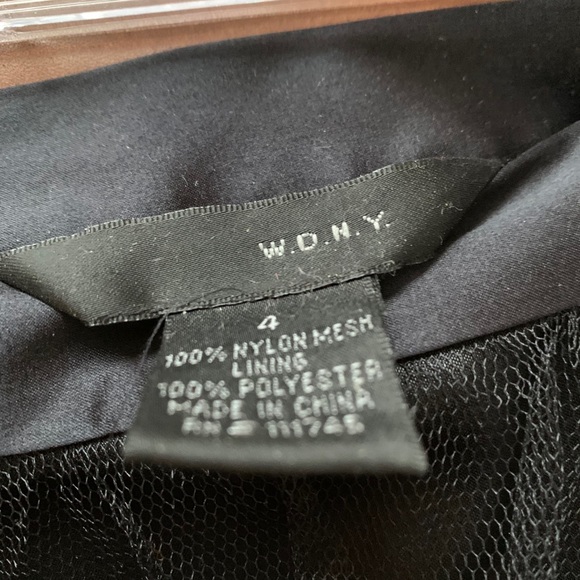 W.D.N.Y.
4
100% NYLON MESH
LINING
100% POLYESTER
MADE IN CHINA
RN# 111745